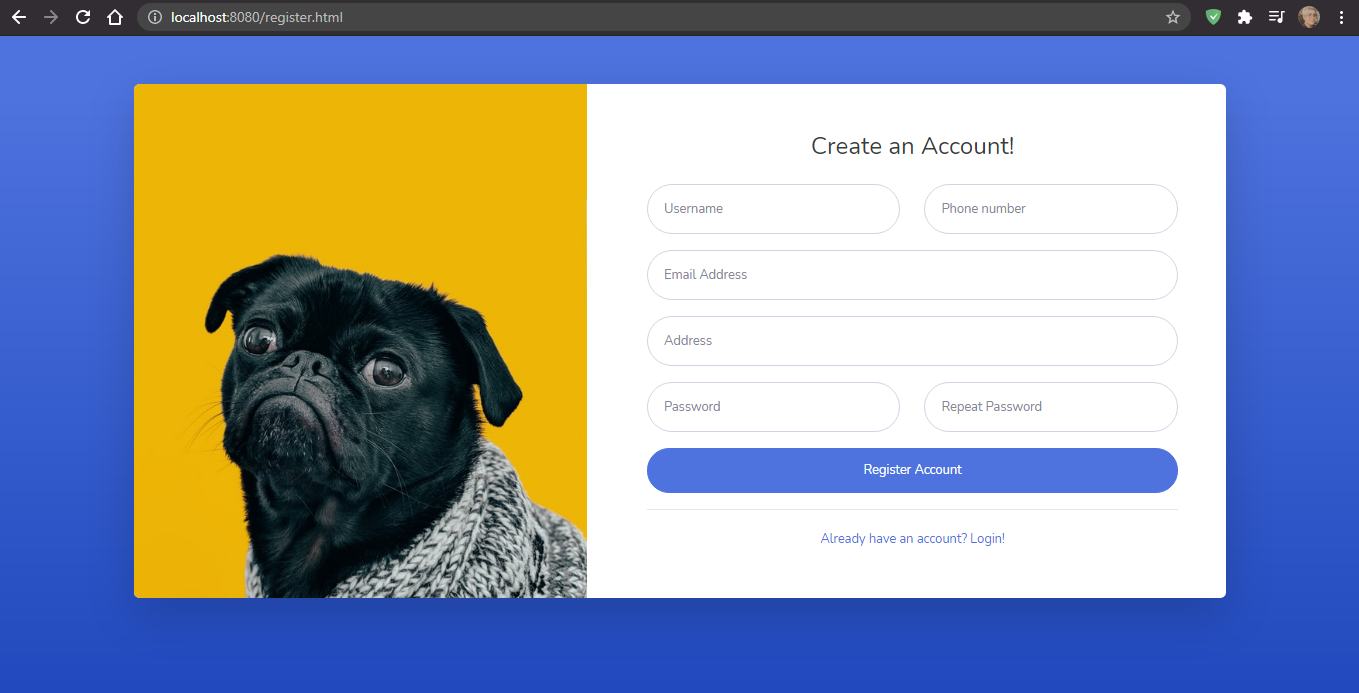 localhost:8080/register.html
Create an Account!
Username
Phone number
Email Address
Address
Password
Repeat Password
Register Account
Already have an account? Login!